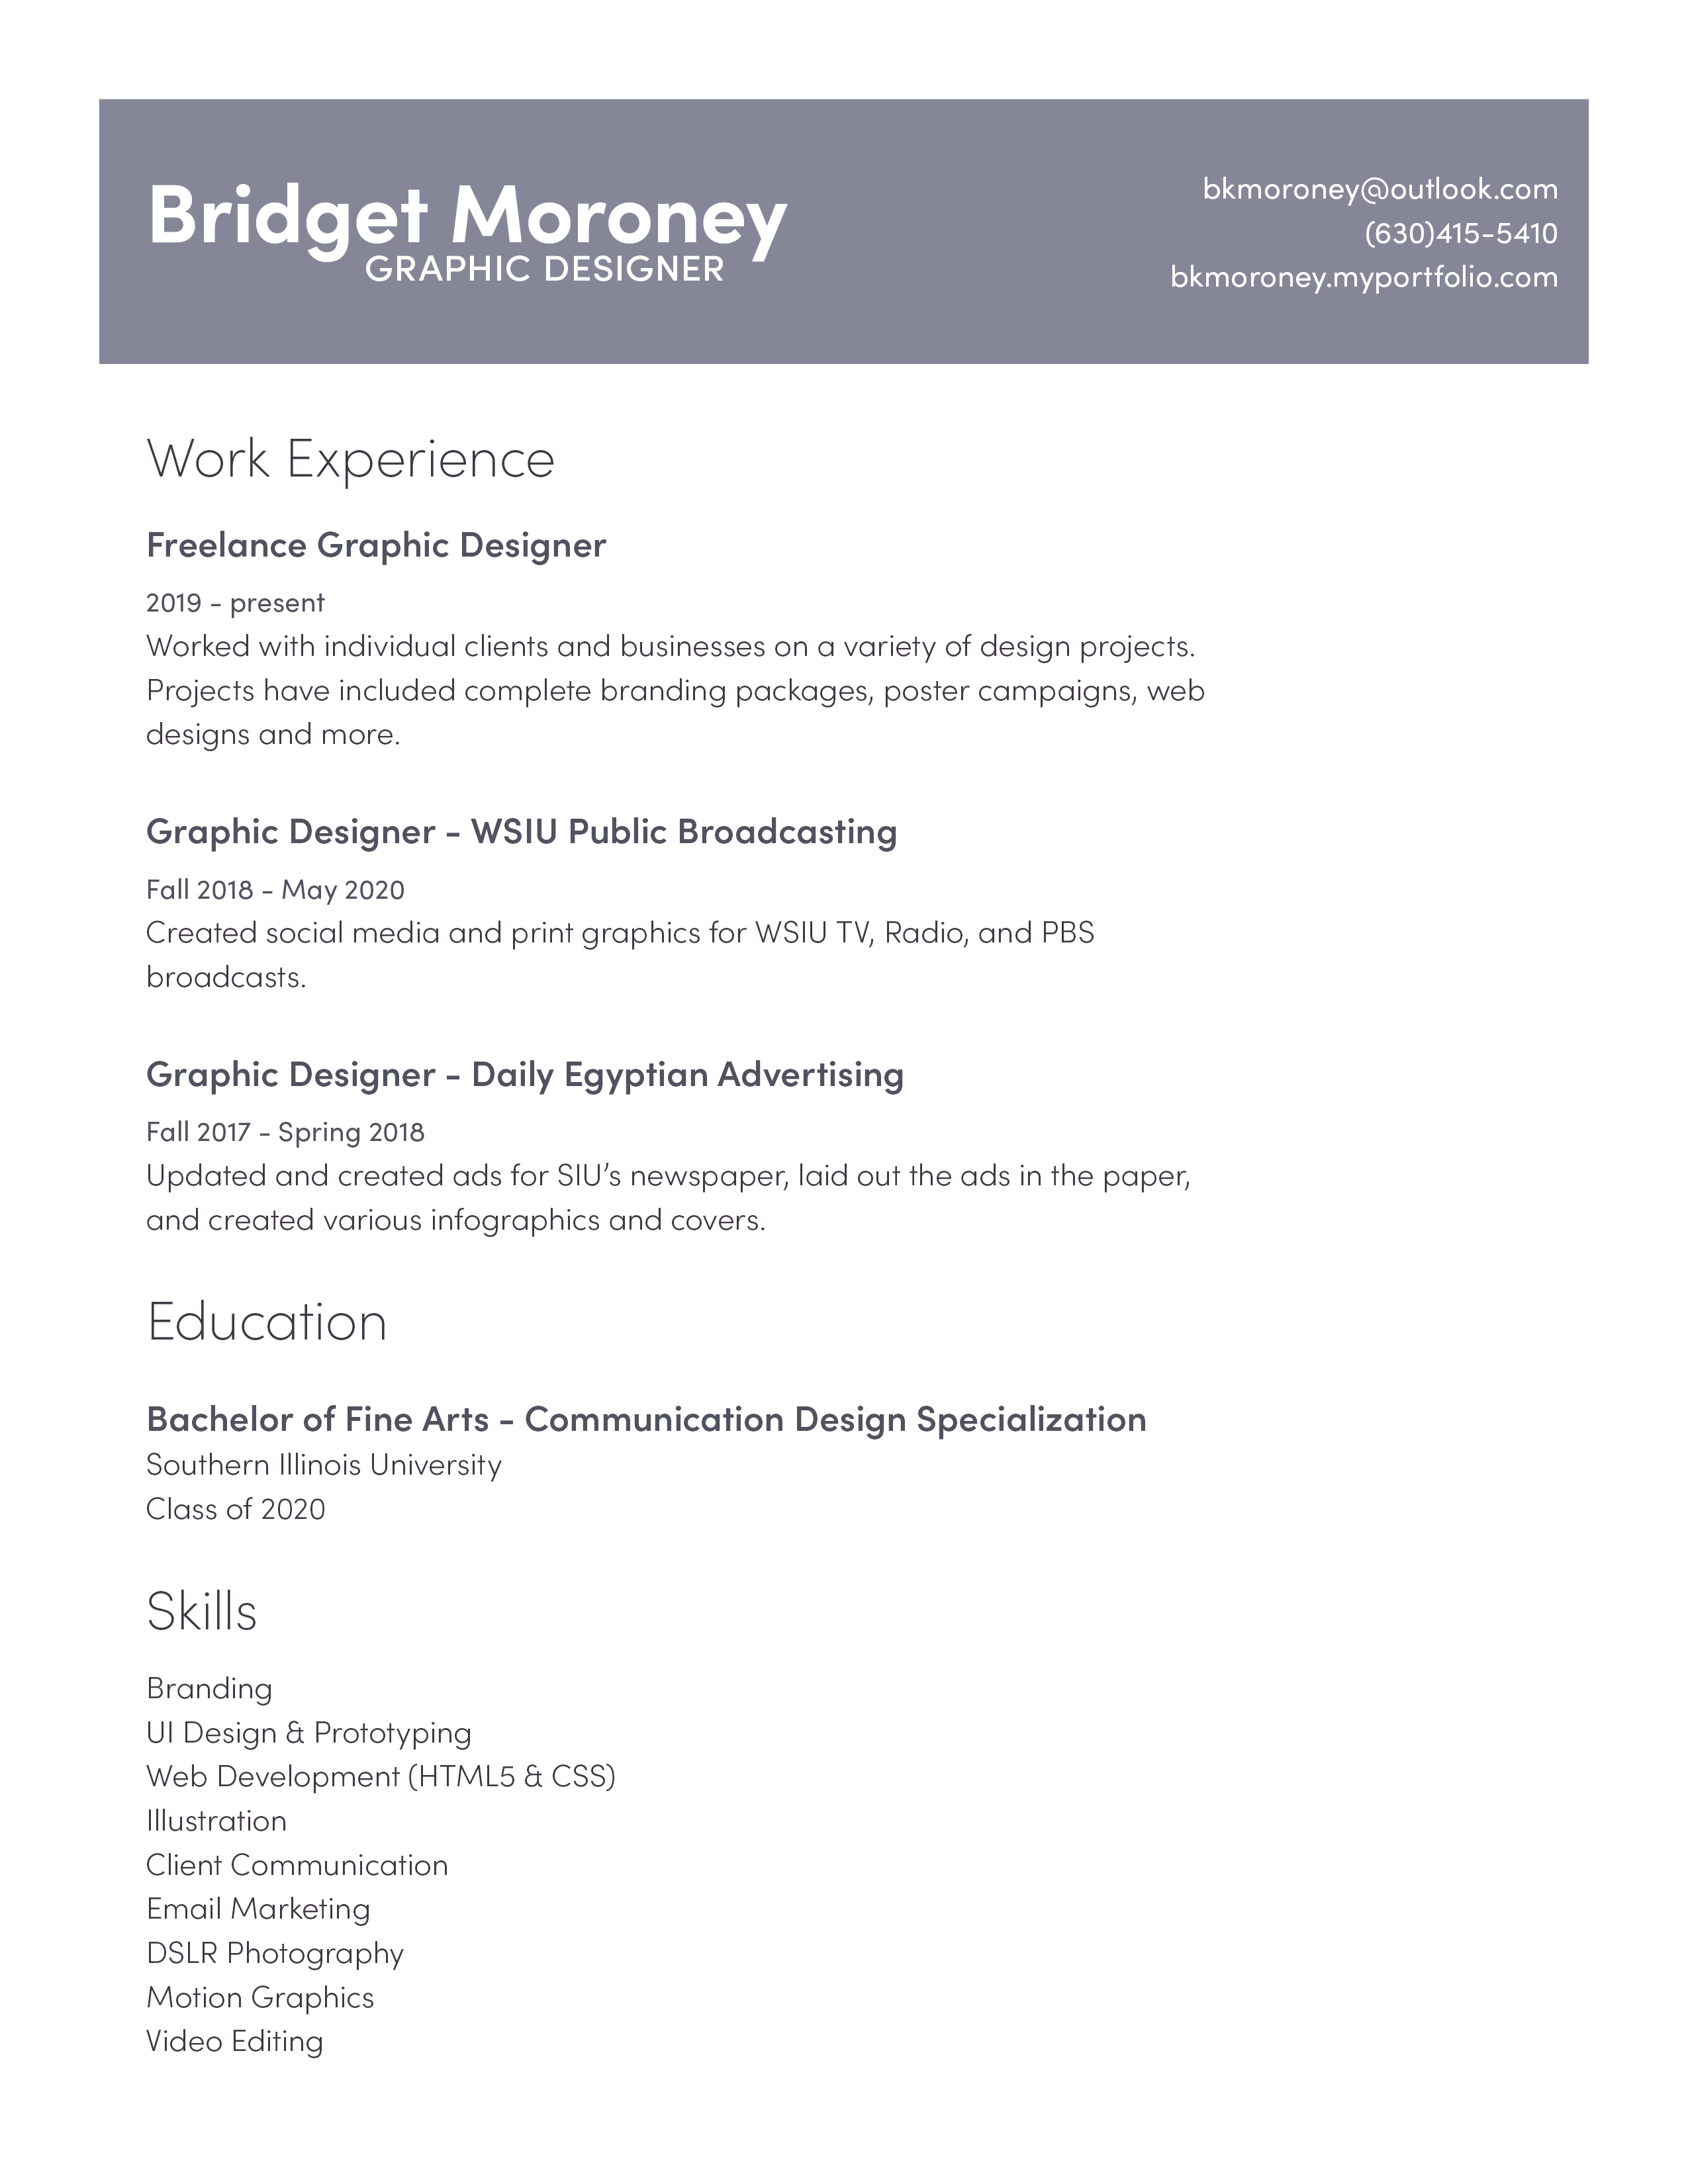 Bridget Moroney
GRAPHIC DESIGNER
bkmoroney@outlook.com
(630)415-5410
bkmoroney.myportfolio.com
Work Experience
Freelance Graphic Designer
2019 - present
Worked with individual clients and businesses on a variety of design projects.
Projects have included complete branding packages, poster campaigns, web
designs and more.
Graphic Designer - WSIU Public Broadcasting
Fall 2018 - May 2020
Created social media and print graphics for WSIU TV, Radio, and PBS
broadcasts.
Graphic Designer - Daily Egyptian Advertising
Fall 2017 - Spring 2018
Updated and created ads for SIU’s newspaper, laid out the ads in the paper,
and created various infographics and covers.
Education
Bachelor of Fine Arts - Communication Design Specialization
Southern Illinois University
Class of 2020
Skills
Branding
UI Design & Prototyping
Web Development (HTML5 & CSS)
Illustration
Client Communication
Email Marketing
DSLR Photography
Motion Graphics
Video Editing